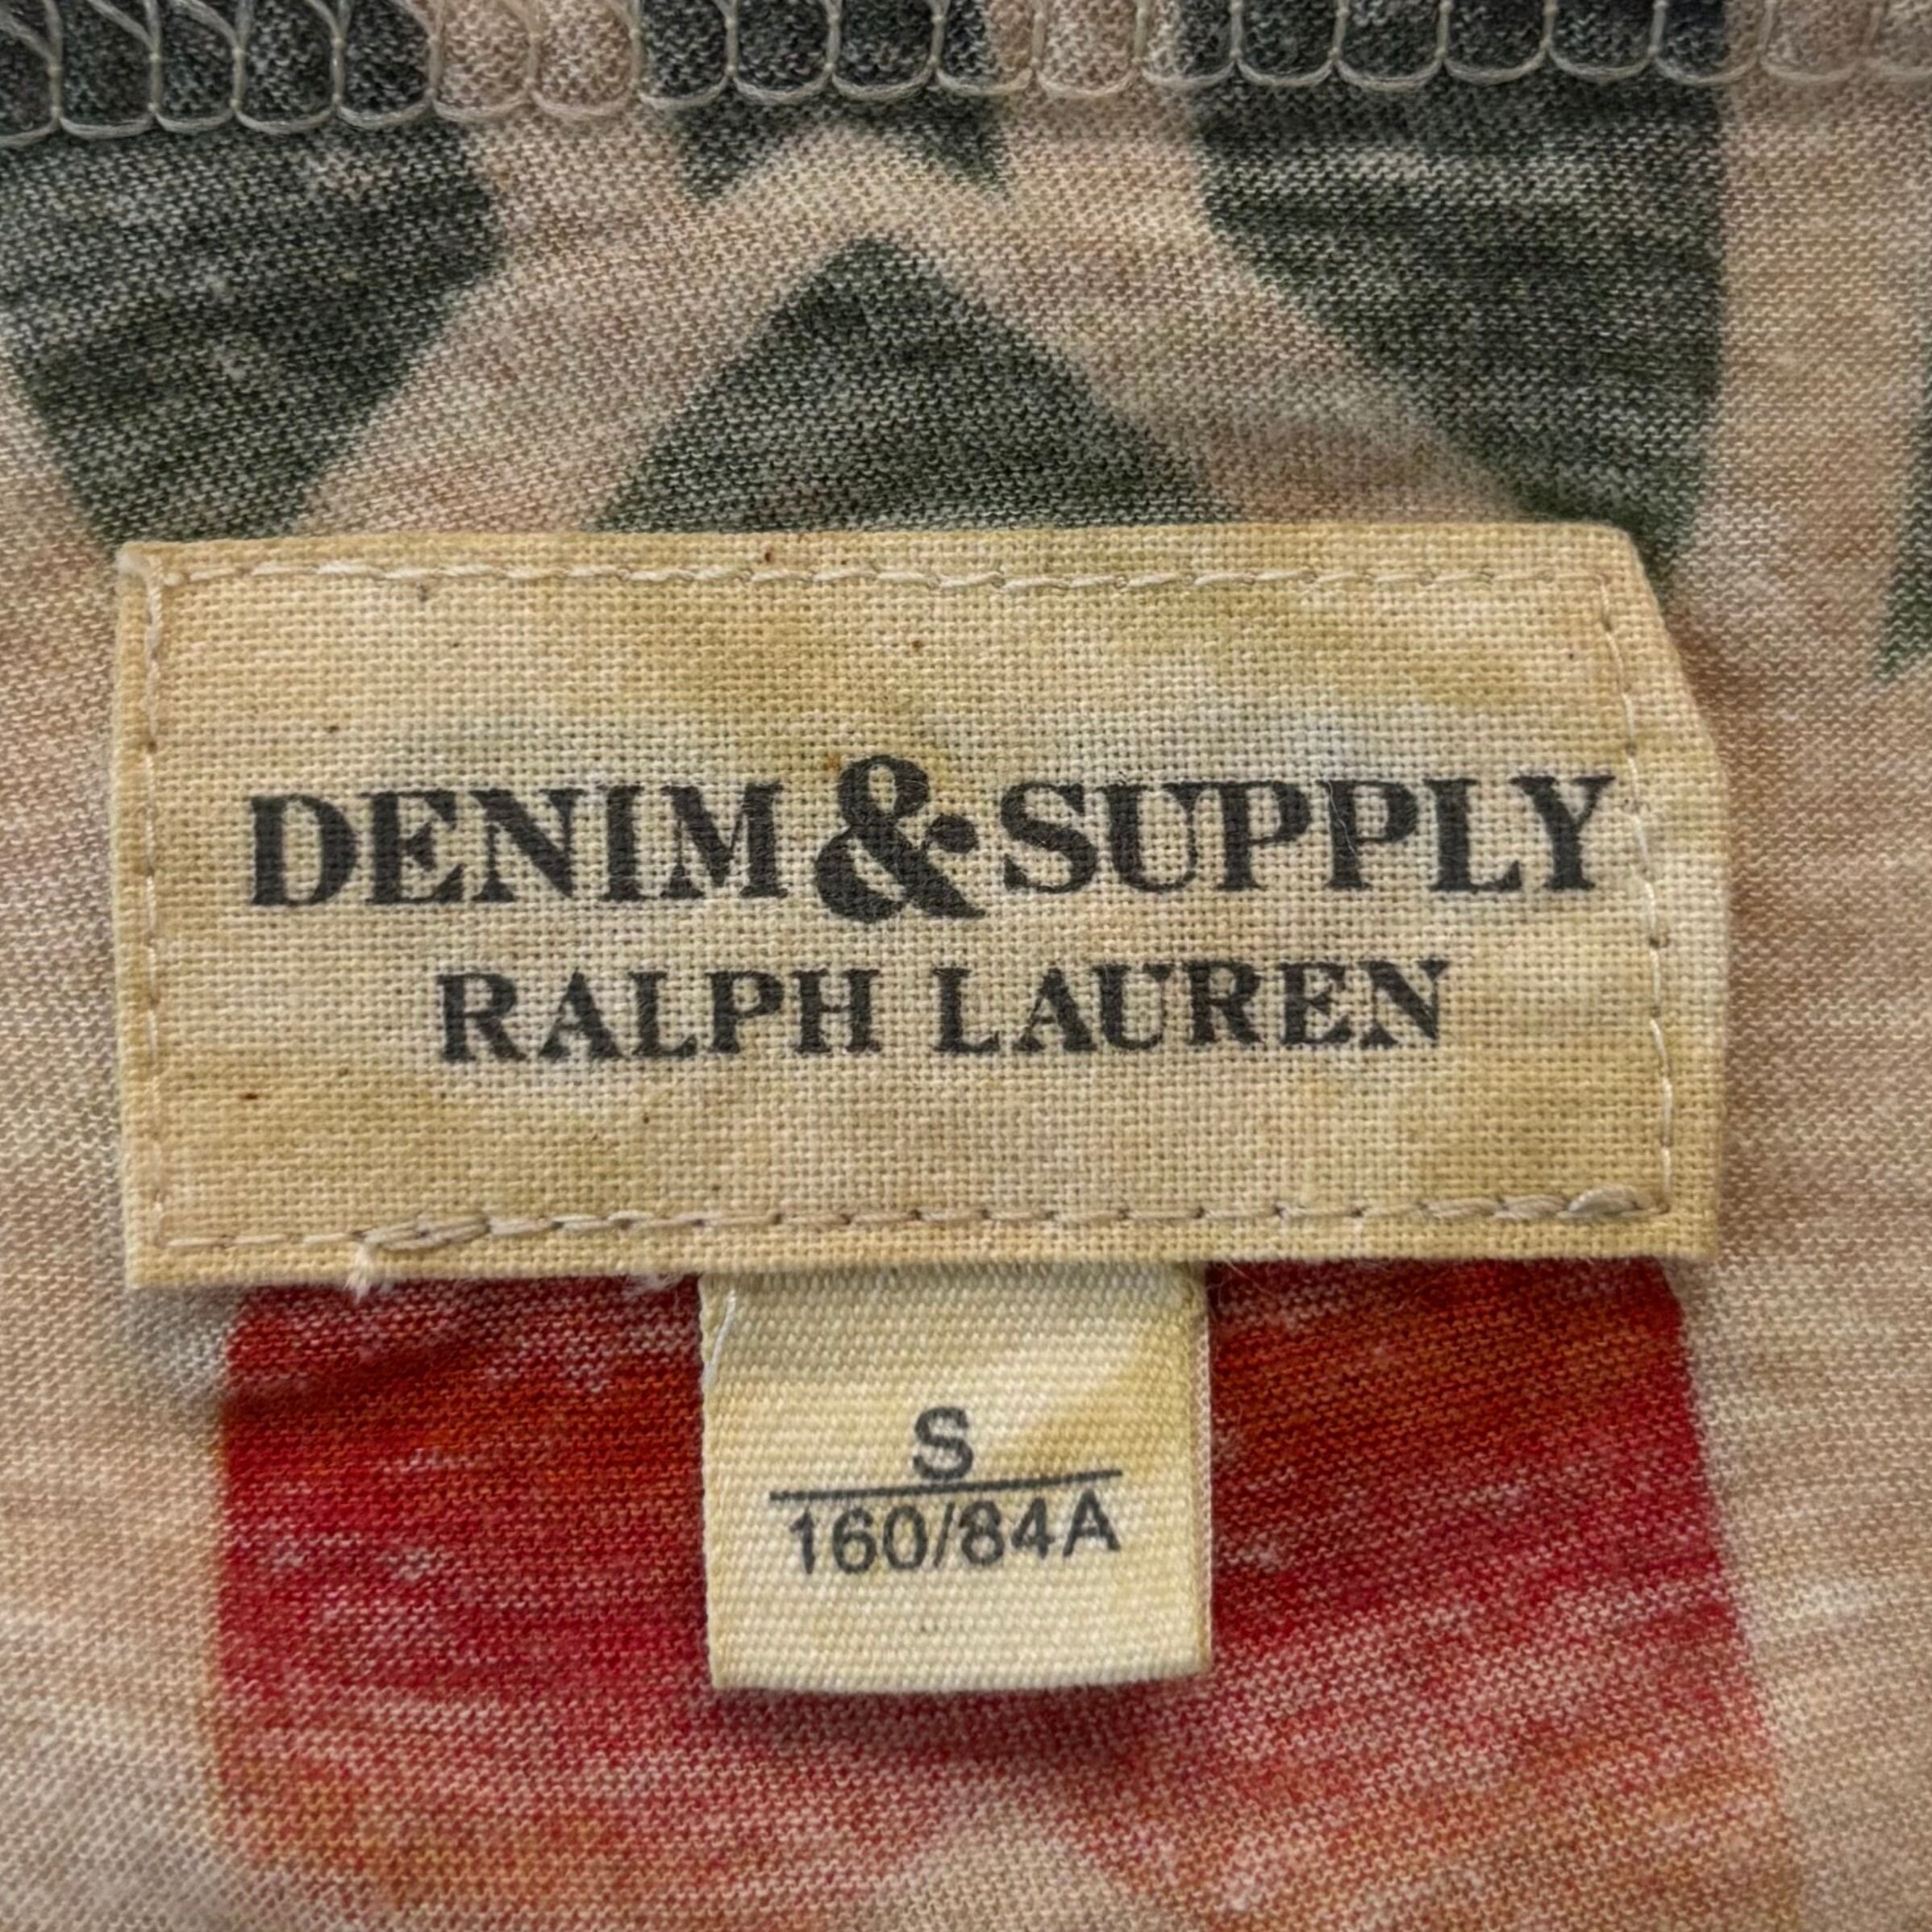 DENIM & SUPPLY
RALPH LAUREN
S
160/84A